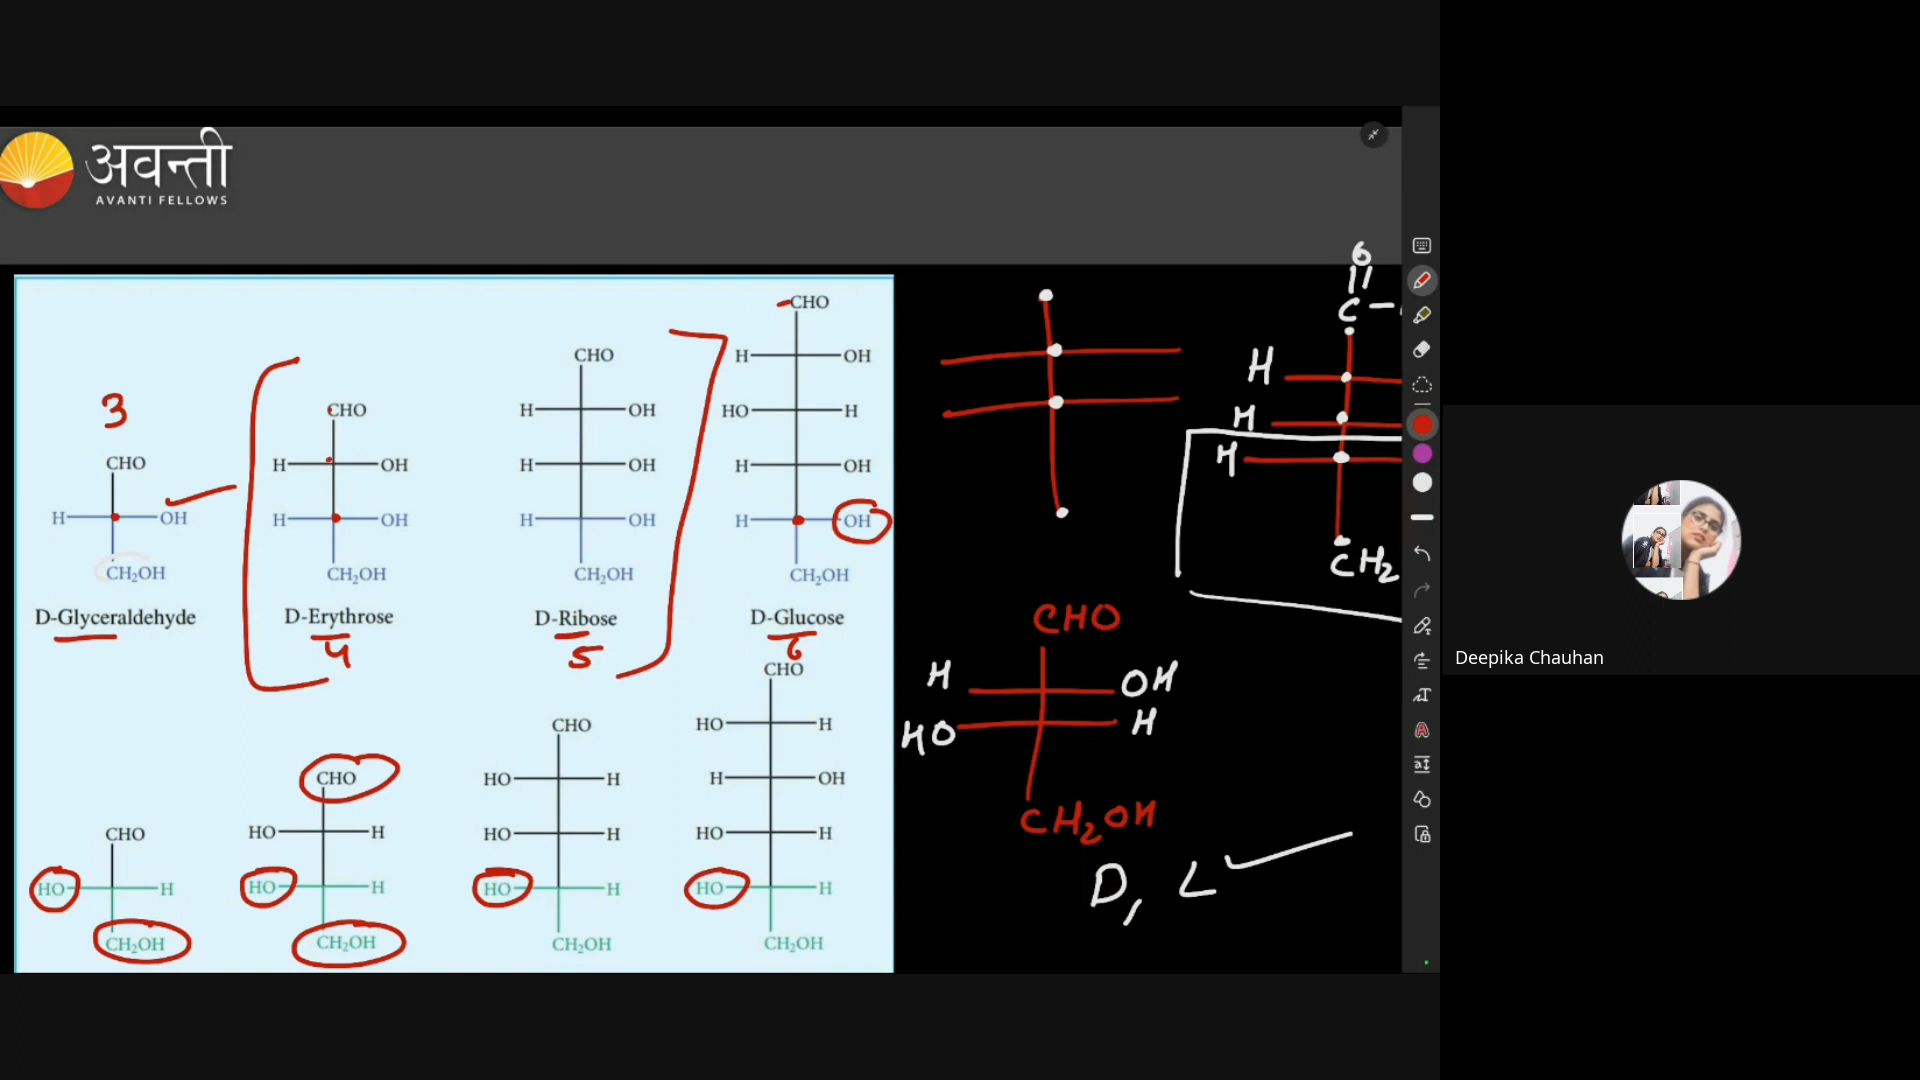 अवन्ती
AVANTI FELLOWS
3
CHO
H OH
CH₂OH
D-Glyceraldehyde
CHO
H OH
H OH
CH₂OH
D-Erythrose
4
CHO
H OH
H OH
H OH
CH₂OH
D-Ribose
5
CHO
H OH
HO H
H OH
H OH
CH₂OH
D-Glucose
6
CHO
HO H
CH₂OH
CHO
HO H
HO H
CH₂OH
CHO
HO H
HO H
HO H
CH₂OH
CHO
HO H
H OH
HO H
HO H
CH₂OH
O
C
H
H
H
CH₂
CHO
H OH
HO H
CH₂OH
D, L
Deepika Chauhan